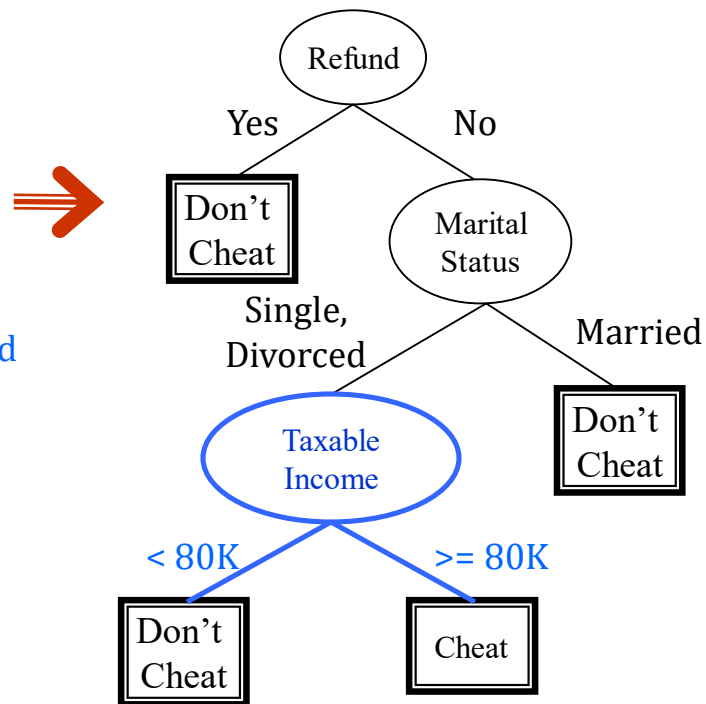 Refund
Yes
No
Don't
Cheat
Marital
Status
Single,
Divorced
Married
d
Taxable
Income
Don't
Cheat
< 80K
>= 80K
Don't
Cheat
Cheat